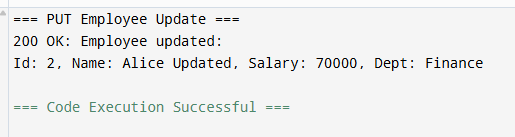 === PUT Employee Update ===
200 OK: Employee updated:
Id: 2, Name: Alice Updated, Salary: 70000, Dept: Finance
=== Code Execution Successful ===